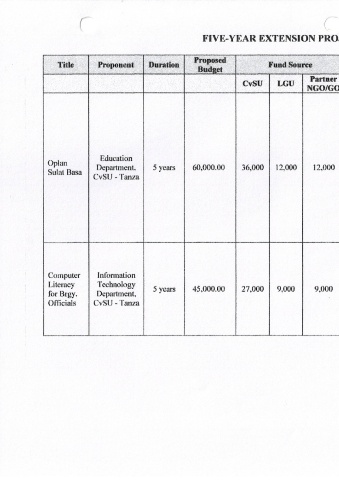 FIVE-YEAR EXTENSION PRO
Title Proponent Duration Proposed Budget Fund Source
CvSU LGU Partner NGO/GO
Oplan Sulat Basa Education Department, CvSU - Tanza 5 years 60,000.00 36,000 12,000 12,000
Computer Literacy for Brgy. Officials Information Technology Department, CvSU - Tanza 5 years 45,000.00 27,000 9,000 9,000